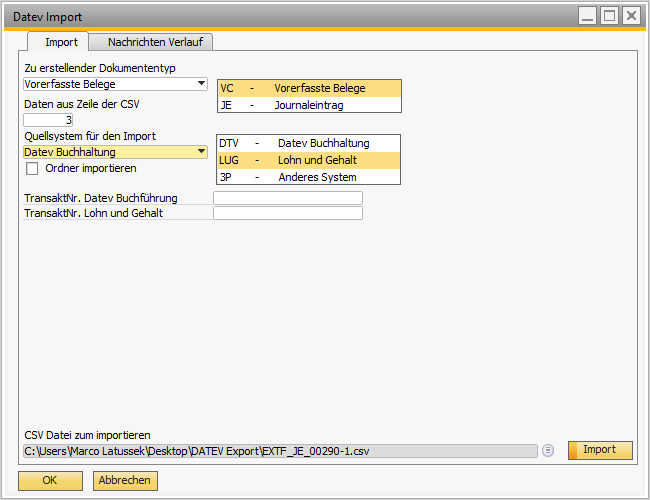 Datev Import
Import Nachrichten Verlauf
Zu erstellender Dokumententyp
Vorerfasste Belege
VC - Vorerfasste Belege
JE - Journaleintrag
Daten aus Zeile der CSV
3
Quellsystem für den Import
Datev Buchhaltung
DTV - Datev Buchhaltung
LUG - Lohn und Gehalt
3P - Anderes System
Ordner importieren
TransaktNr. Datev Buchführung
TransaktNr. Lohn und Gehalt
CSV Datei zum importieren
C:\Users\Marco Latussek\Desktop\DATEV Export\EXTF_JE_00290-1.csv
Import
OK Abbrechen